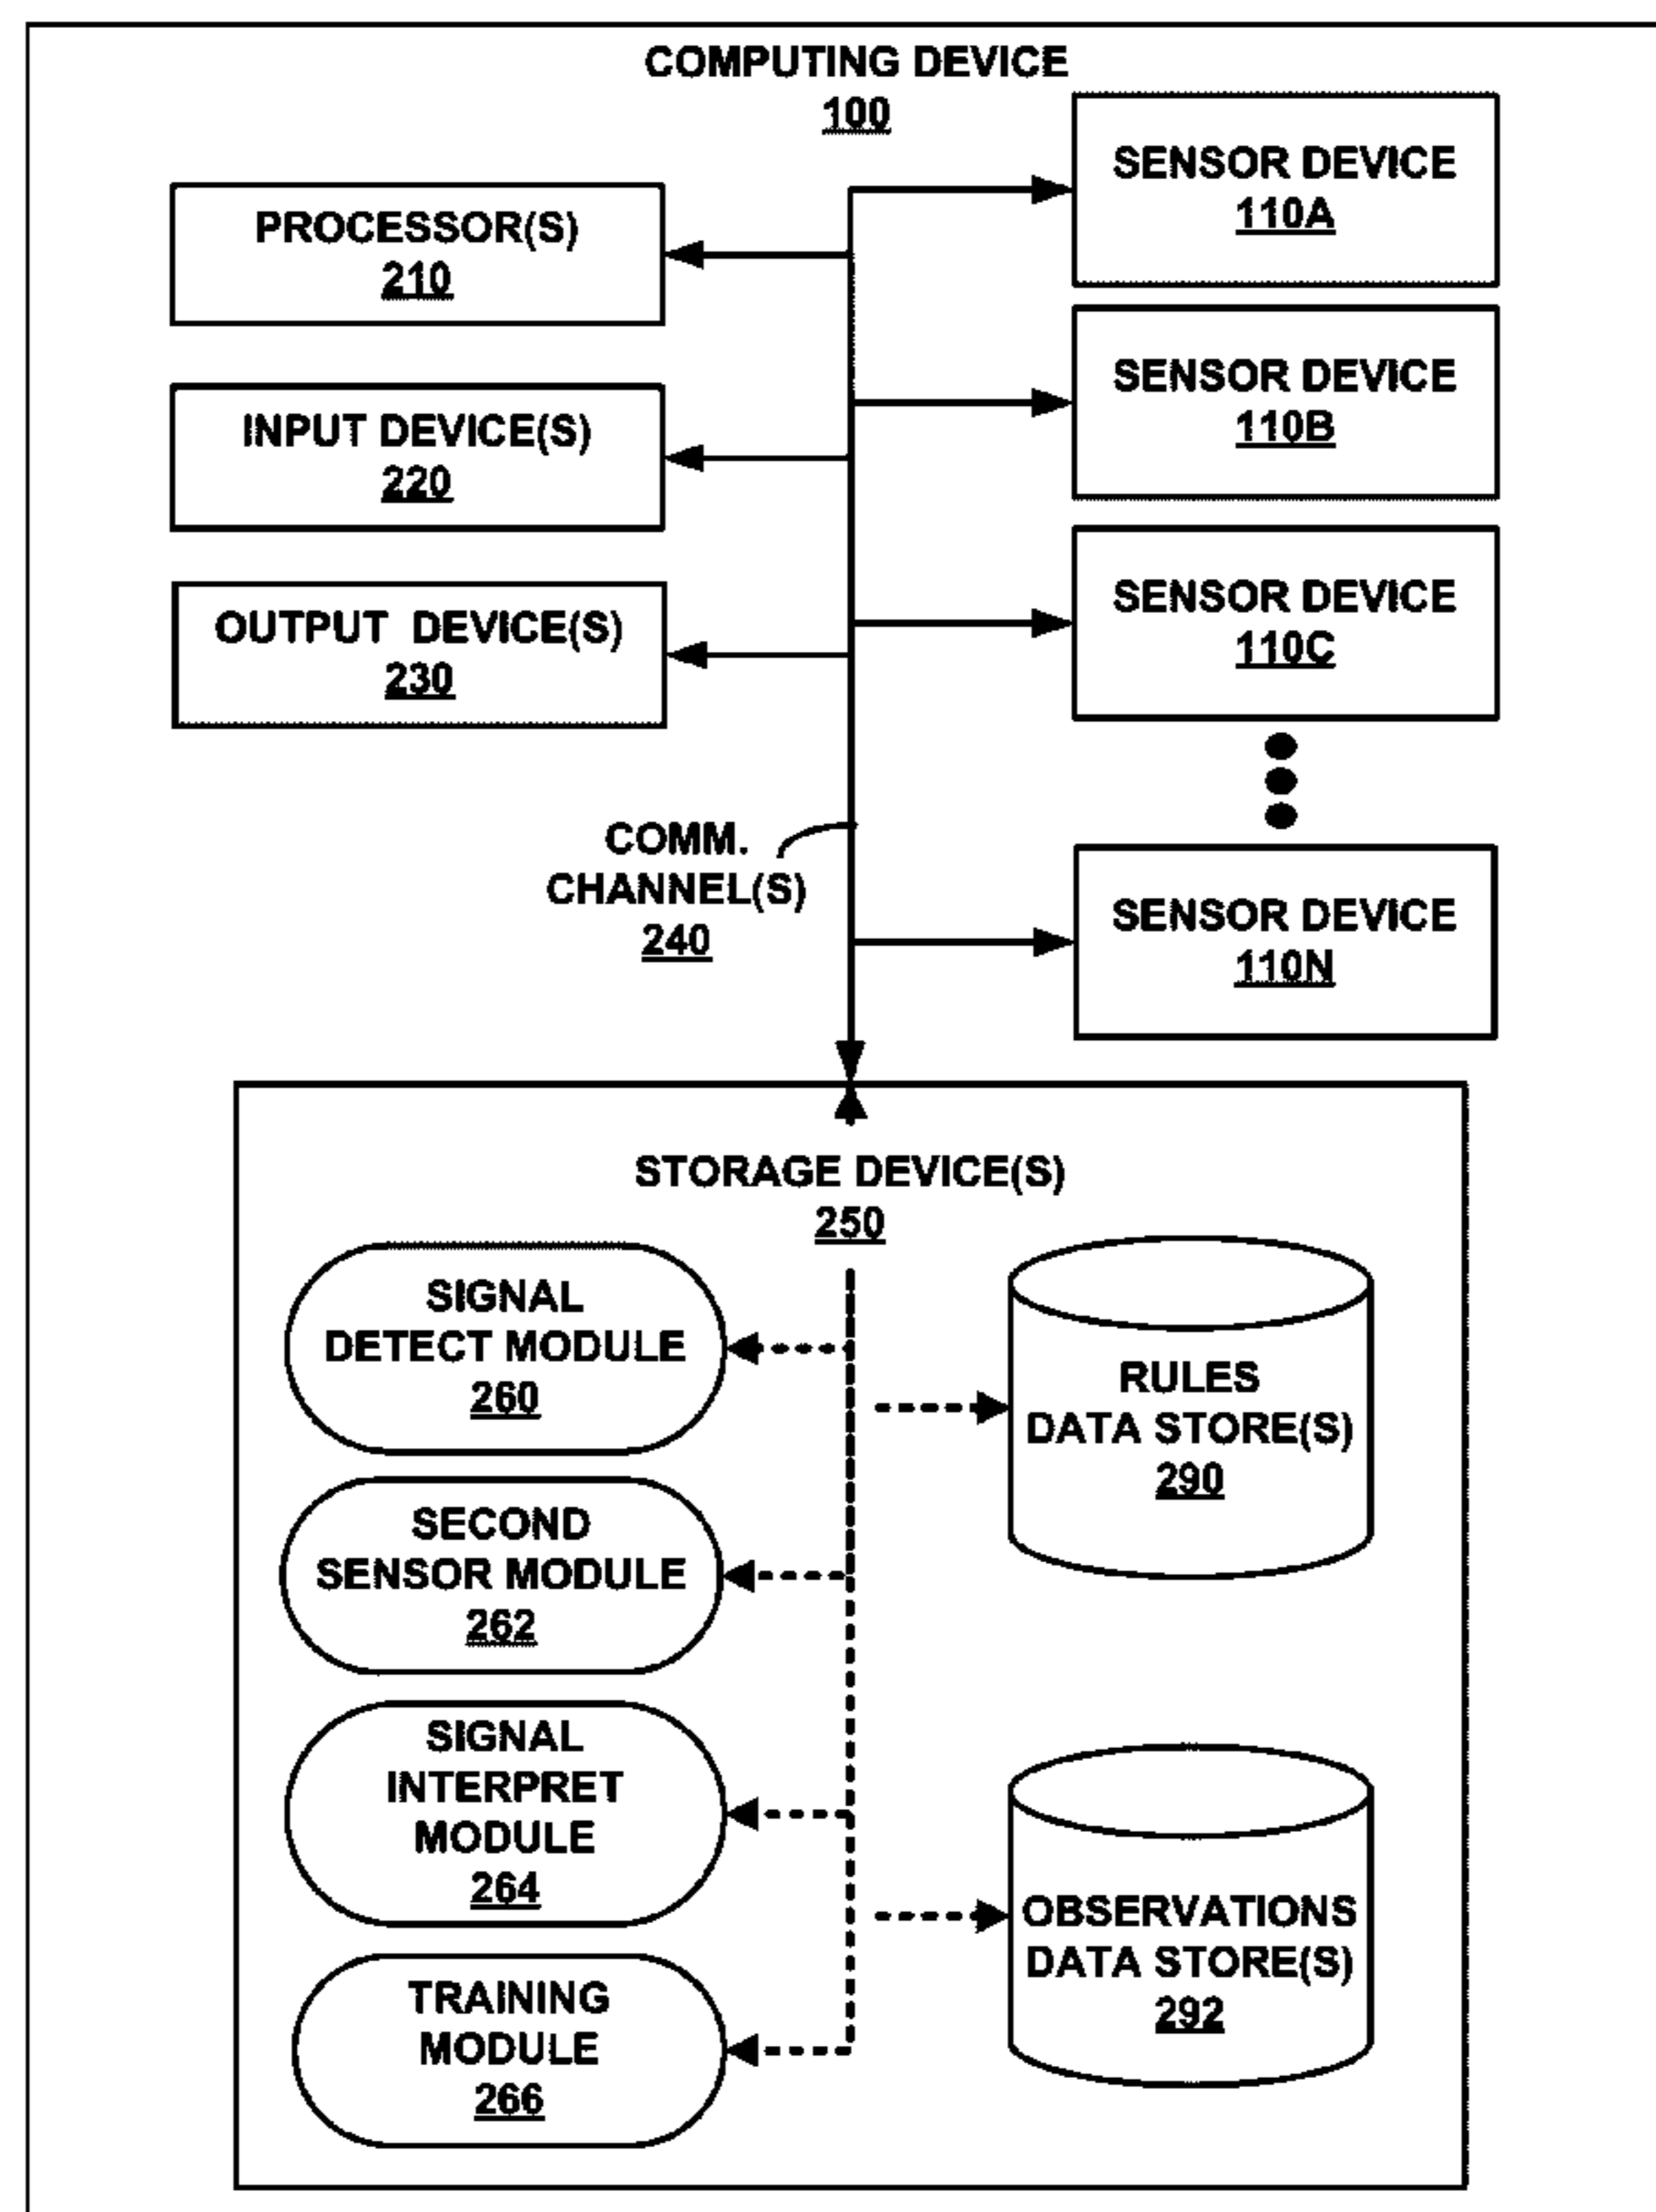 COMPUTING DEVICE
100
PROCESSOR(S)
210
INPUT DEVICE(S)
220
OUTPUT DEVICE(S)
230
SENSOR DEVICE
110A
SENSOR DEVICE
110B
SENSOR DEVICE
110C
SENSOR DEVICE
110N
COMM.
CHANNEL(S)
240
STORAGE DEVICE(S)
250
SIGNAL
DETECT MODULE
260
SECOND
SENSOR MODULE
262
SIGNAL
INTERPRET
MODULE
264
TRAINING
MODULE
266
RULES
DATA STORE(S)
290
OBSERVATIONS
DATA STORE(S)
292